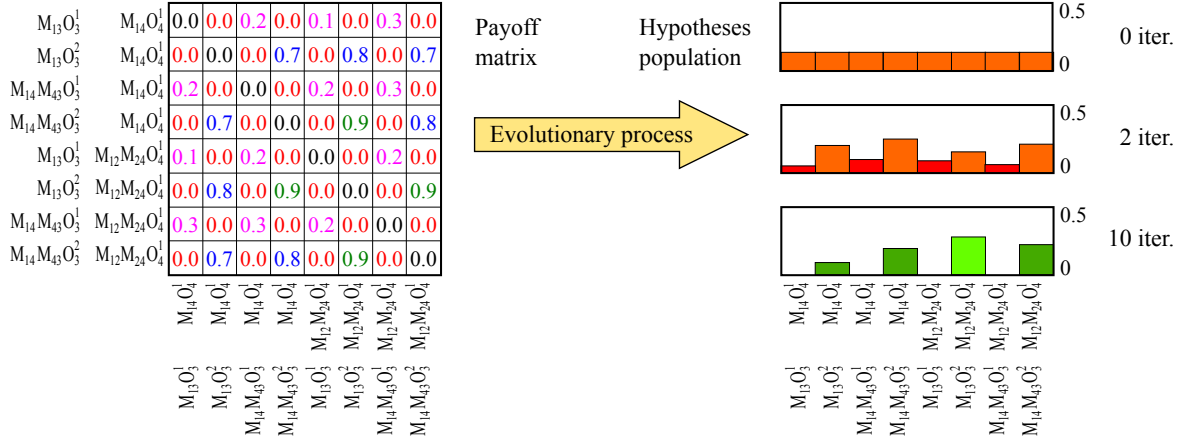 M₁₃O₃¹ M₁₄O₄¹ 0.0 0.0 0.2 0.0 0.1 0.0 0.3 0.0
M₁₃O₃² M₁₄O₄¹ 0.0 0.0 0.0 0.7 0.0 0.8 0.0 0.7
M₁₄M₄₃O₃¹ M₁₄O₄¹ 0.2 0.0 0.0 0.0 0.2 0.0 0.3 0.0
M₁₄M₄₃O₃² M₁₄O₄¹ 0.0 0.7 0.0 0.0 0.0 0.9 0.0 0.8
M₁₃O₃¹ M₁₂M₂₄O₄¹ 0.1 0.0 0.2 0.0 0.0 0.0 0.2 0.0
M₁₃O₃² M₁₂M₂₄O₄¹ 0.0 0.8 0.0 0.9 0.0 0.0 0.0 0.9
M₁₄M₄₃O₃¹ M₁₂M₂₄O₄¹ 0.3 0.0 0.3 0.0 0.2 0.0 0.0 0.0
M₁₄M₄₃O₃² M₁₂M₂₄O₄¹ 0.0 0.7 0.0 0.8 0.0 0.9 0.0 0.0
M₁₄O₄¹ M₁₄O₄¹ M₁₄O₄¹ M₁₄O₄¹ M₁₂M₂₄O₄¹ M₁₂M₂₄O₄¹ M₁₂M₂₄O₄¹ M₁₂M₂₄O₄¹
M₁₃O₃¹ M₁₃O₃² M₁₄M₄₃O₃¹ M₁₄M₄₃O₃² M₁₃O₃¹ M₁₃O₃² M₁₄M₄₃O₃¹ M₁₄M₄₃O₃²
Payoff
matrix
Hypotheses
population
Evolutionary process
0.5
0 iter.
0
0.5
2 iter.
0
0.5
10 iter.
0
M₁₄O₄¹ M₁₄O₄¹ M₁₄O₄¹ M₁₄O₄¹ M₁₂M₂₄O₄¹ M₁₂M₂₄O₄¹ M₁₂M₂₄O₄¹ M₁₂M₂₄O₄¹
M₁₃O₃¹ M₁₃O₃² M₁₄M₄₃O₃¹ M₁₄M₄₃O₃² M₁₃O₃¹ M₁₃O₃² M₁₄M₄₃O₃¹ M₁₄M₄₃O₃²